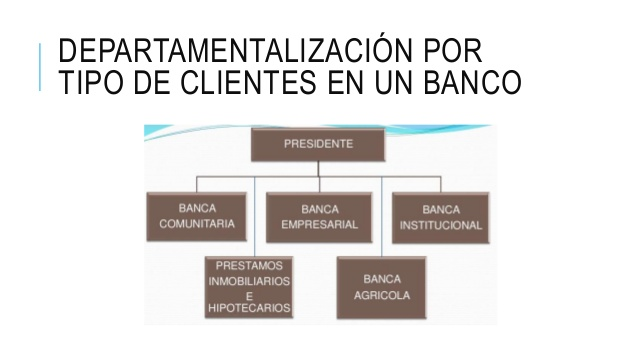 DEPARTAMENTALIZACIÓN POR
TIPO DE CLIENTES EN UN BANCO
PRESIDENTE
BANCA
COMUNITARIA
BANCA
EMPRESARIAL
BANCA
INSTITUCIONAL
PRESTAMOS
INMOBILIARIOS
E
HIPOTECARIOS
BANCA
AGRICOLA